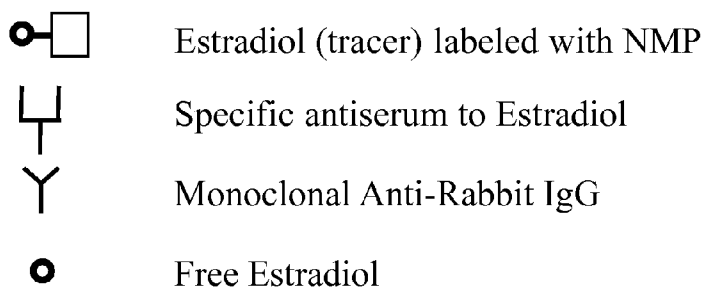 Estradiol (tracer) labeled with NMP
Specific antiserum to Estradiol
Monoclonal Anti-Rabbit IgG
Free Estradiol